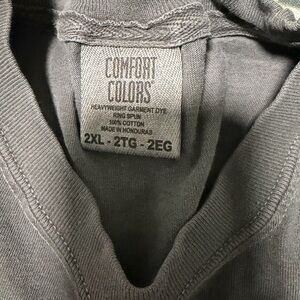 COMFORT
COLORS®
HEAVYWEIGHT GARMENT DYE
RING SPUN
100% COTTON
MADE IN HONDURAS
2XL - 2TG - 2EG